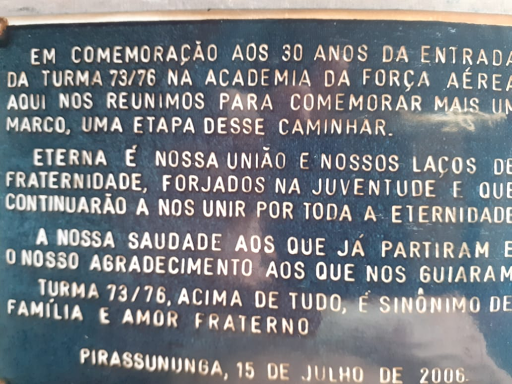 EM COMEMORAÇÃO AOS 30 ANOS DA ENTRADA
DA TURMA 73/76 NA ACADEMIA DA FORÇA AÉREA
AQUI NOS REUNIMOS PARA COMEMORAR MAIS UM
MARCO, UMA ETAPA DESSE CAMINHAR.
ETERNA É NOSSA UNIÃO E NOSSOS LAÇOS DE
FRATERNIDADE, FORJADOS NA JUVENTUDE E QUE
CONTINUARÃO A NOS UNIR POR TODA A ETERNIDADE
A NOSSA SAUDADE AOS QUE JÁ PARTIRAM E
O NOSSO AGRADECIMENTO AOS QUE NOS GUIARAM
TURMA 73/76, ACIMA DE TUDO, É SINÔNIMO DE
FAMÍLIA E AMOR FRATERNO
PIRASSUNUNGA, 15 DE JULHO DE 2006.